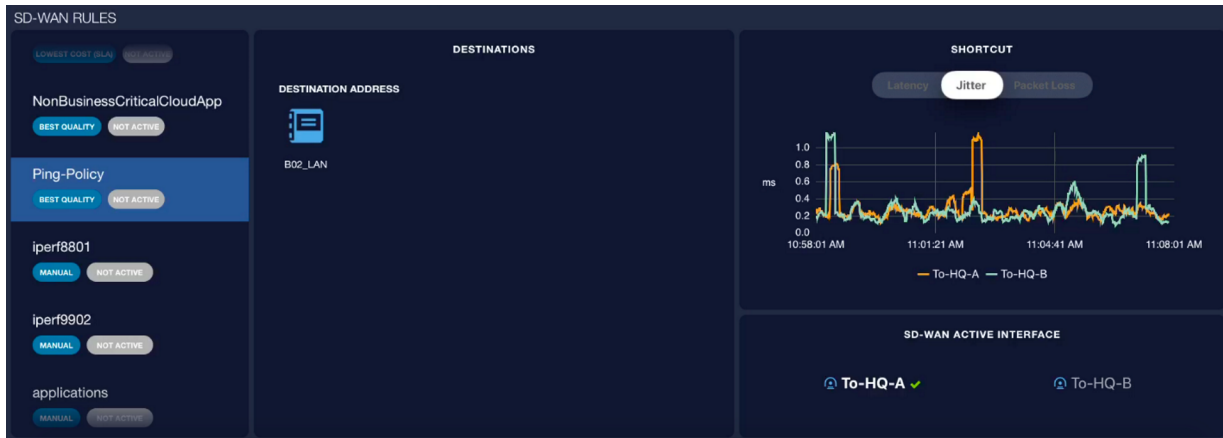 SD-WAN RULES
LOWEST COST (SLA) NOT ACTIVE
NonBusinessCriticalCloudApp
BEST QUALITY NOT ACTIVE
Ping-Policy
BEST QUALITY NOT ACTIVE
iperf8801
MANUAL NOT ACTIVE
iperf9902
MANUAL NOT ACTIVE
applications
MANUAL NOT ACTIVE
DESTINATIONS
DESTINATION ADDRESS
B02_LAN
SHORTCUT
Latency Jitter Packet Loss
1.0
0.8
ms 0.6
0.4
0.2
0.0
10:58:01 AM 11:01:21 AM 11:04:41 AM 11:08:01 AM
To-HQ-A To-HQ-B
SD-WAN ACTIVE INTERFACE
To-HQ-A To-HQ-B